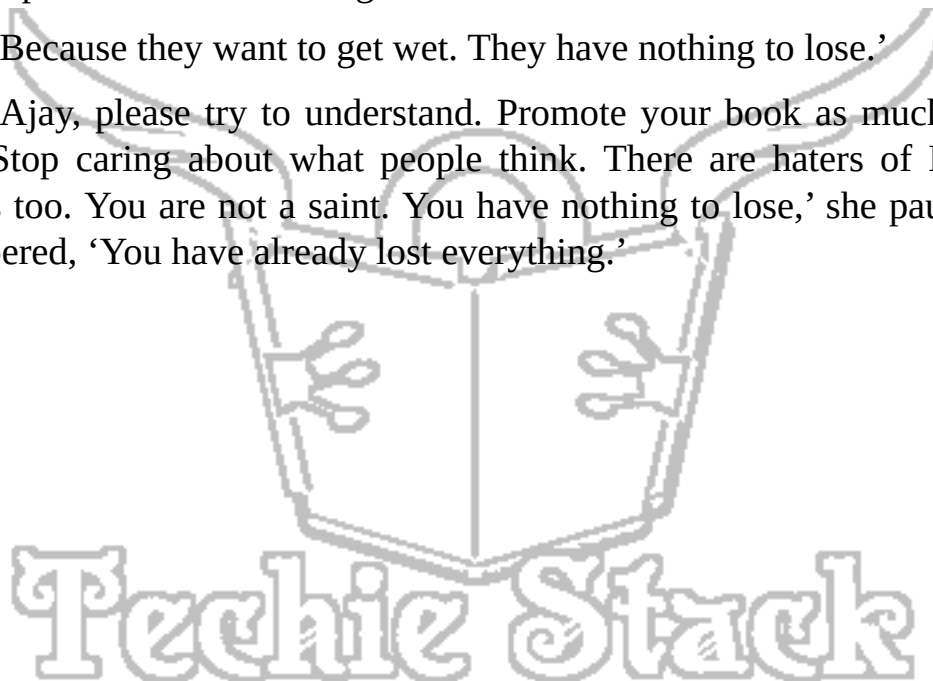 Because they want to get wet. They have nothing to lose.’
Ajay, please try to understand. Promote your book as much
Stop caring about what people think. There are haters of
too. You are not a saint. You have nothing to lose,’ she
‘You have already lost everything.’
Techie Stack